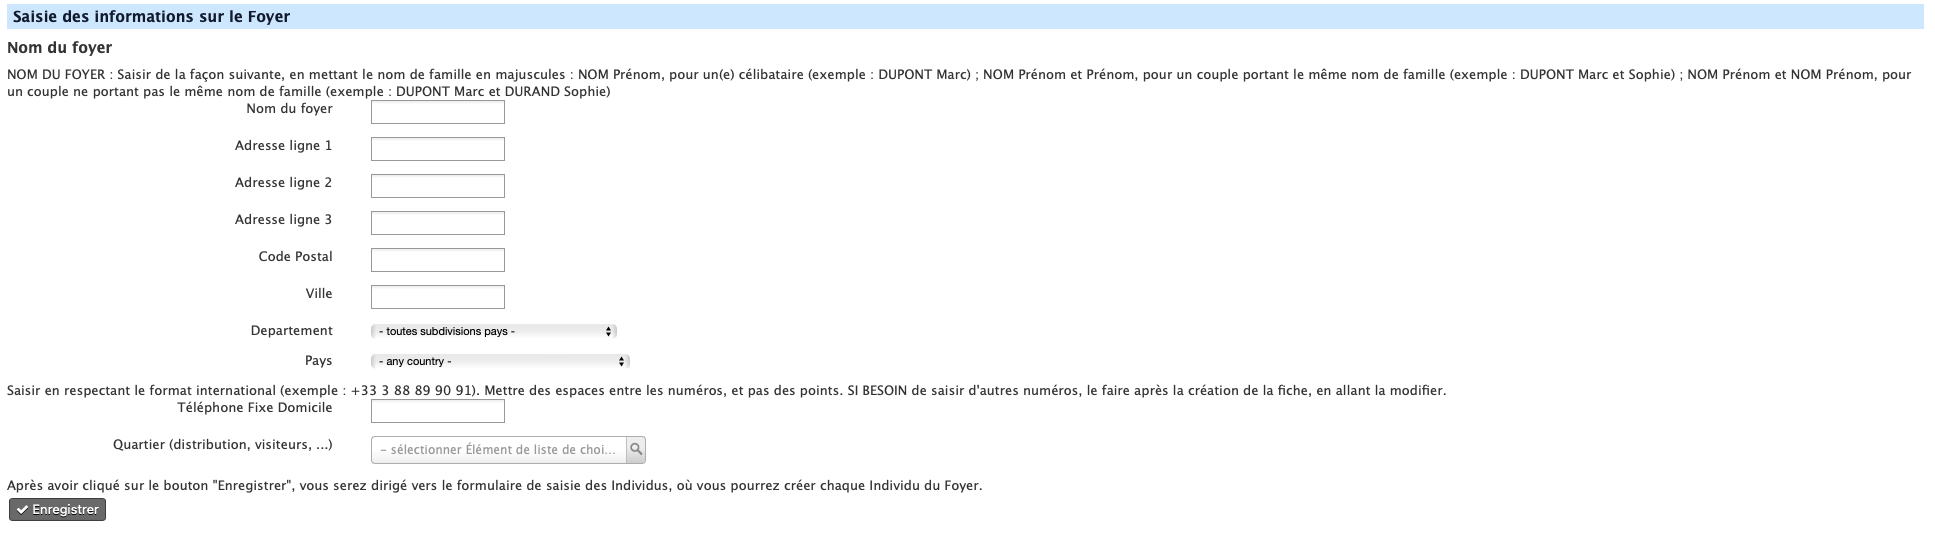 Saisie des informations sur le Foyer
Nom du foyer
NOM DU FOYER : Saisir de la façon suivante, en mettant le nom de famille en majuscules : NOM Prénom, pour un(e) célibataire (exemple : DUPONT Marc) ; NOM Prénom et Prénom, pour un couple portant le même nom de famille (exemple : DUPONT Marc et Sophie) ; NOM Prénom et NOM Prénom, pour
un couple ne portant pas le même nom de famille (exemple : DUPONT Marc et DURAND Sophie)
Nom du foyer
Adresse ligne 1
Adresse ligne 2
Adresse ligne 3
Code Postal
Ville
Departement - toutes subdivisions pays -
Pays - any country -
Saisir en respectant le format international (exemple : +33 3 88 89 90 91). Mettre des espaces entre les numéros, et pas des points. SI BESOIN de saisir d'autres numéros, le faire après la création de la fiche, en allant la modifier.
Téléphone Fixe Domicile
Quartier (distribution, visiteurs, ...) - sélectionner Élément de liste de choi...
Après avoir cliqué sur le bouton "Enregistrer", vous serez dirigé vers le formulaire de saisie des Individus, où vous pourrez créer chaque Individu du Foyer.
Enregistrer